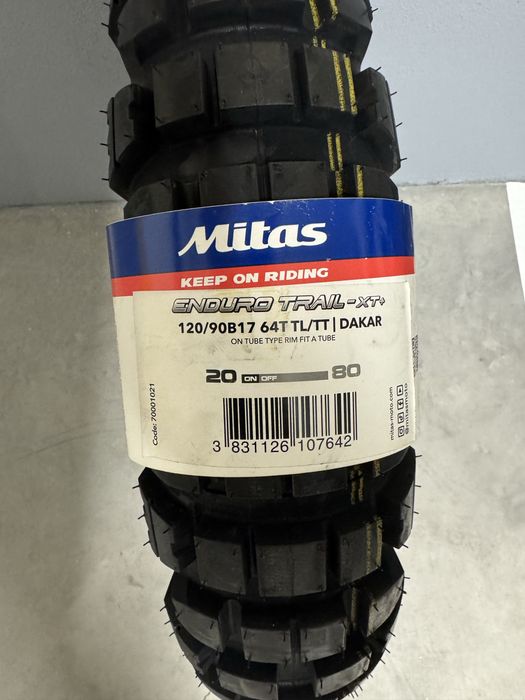 Mitas
KEEP ON RIDING
ENDURO TRAIL-XT+
120/90B17 64T TL/TT | DAKAR
ON TUBE TYPE RIM FIT A TUBE
20 ON OFF 80
Code: 70001021
3 831126 107642
mitas-moto.com
@mitasmoto